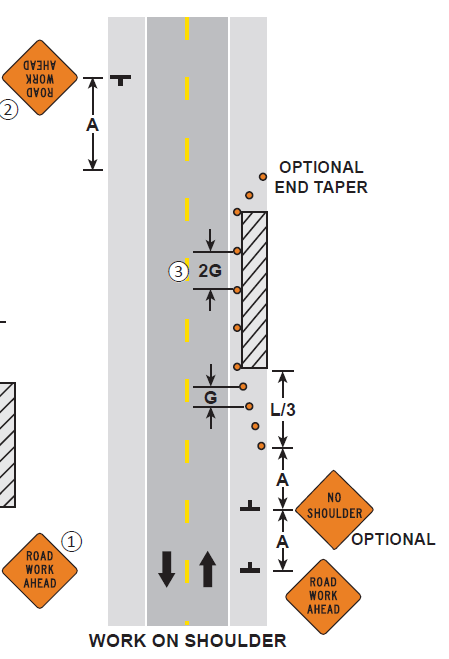 ROAD
WORK
AHEAD
2
A
OPTIONAL
END TAPER
3
2G
G
L/3
A
NO
SHOULDER
1
ROAD
WORK
AHEAD
A
OPTIONAL
ROAD
WORK
AHEAD
WORK ON SHOULDER